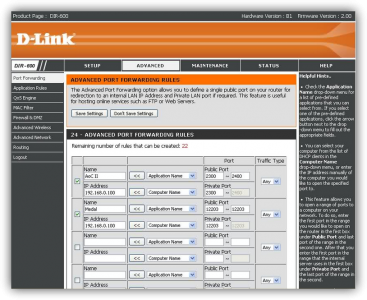 Product Page : DIR-600
Hardware Version : B1 Firmware Version : 2.00
D-Link
DIR-600
SETUP
ADVANCED
MAINTENANCE
STATUS
HELP
Port Forwarding
Application Rules
QoS Engine
MAC Filter
Firewall & DMZ
Advanced Wireless
Advanced Network
Routing
Logout
ADVANCED PORT FORWARDING RULES
The Advanced Port Forwarding option allows you to define a single public port on your router for
redirection to an internal LAN IP Address and Private LAN port if required. This feature is useful
for hosting online services such as FTP or Web Servers.
Save Settings Don't Save Settings
24 - ADVANCED PORT FORWARDING RULES
Remaining number of rules that can be created: 22
Port
Traffic Type
Name
AoC II
<<
Application Name
Public Port
2300 ~ 2400
IP Address
192.168.0.100
<<
Computer Name
Private Port
2300 ~ 2400
Any
Name
Medal
<<
Application Name
Public Port
12203 ~ 12203
IP Address
192.168.0.100
<<
Computer Name
Private Port
12203 ~
Any
Name
<<
Application Name
Public Port
~
IP Address
<<
Computer Name
Private Port
~
Any
Name
<<
Application Name
Public Port
~
IP Address
Private Port
Any
Helpful Hints..
• Check the Application
Name drop-down menu for
a list of pre-defined
applications that you can
select from. If you select
one of the pre-defined
applications, click the arrow
button next to the drop
-down menu to fill out the
appropriate fields.
• You can select your
computer from the list of
DHCP clients in the
Computer Name
drop-down menu, or enter
the IP address manually of
the computer you would
like to open the specified
port to.
• This feature allows you
to open a range of ports to
a computer on your
network. To do so, enter
the first port in the range
you would like to open on
the router in the first box
under Public Port and last
port of the range in the
second one. After that you
enter the first port in the
range that the internal
server uses in the first box
under Private Port and
the last port of the range in
the second.